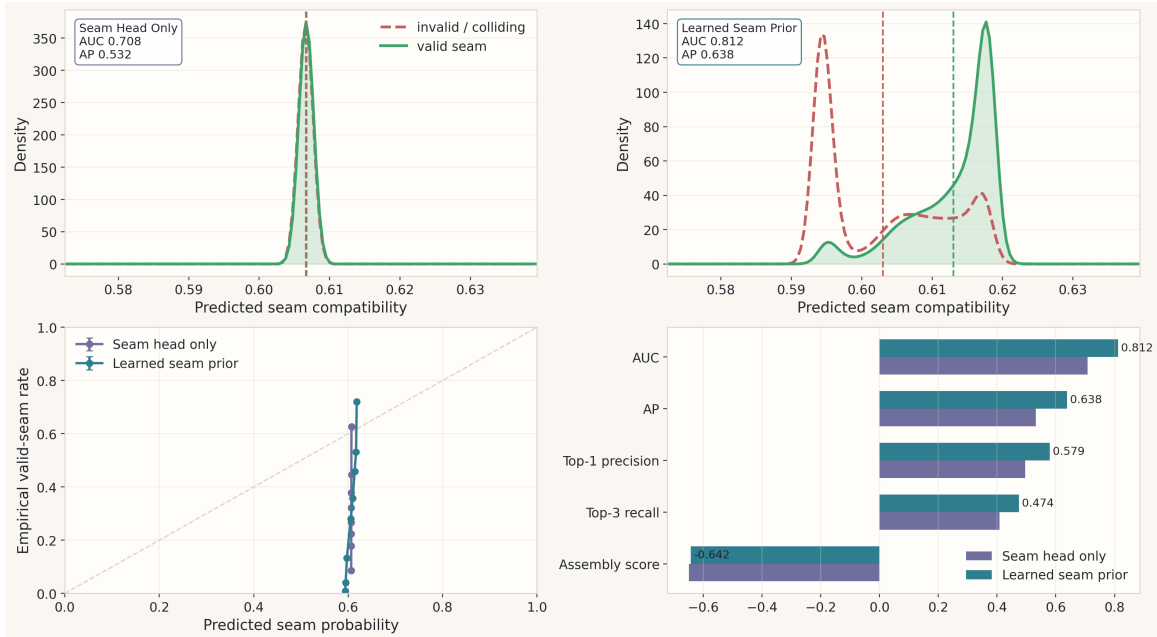 Seam Head Only
AUC 0.708
AP 0.532
invalid / colliding
valid seam
350
300
250
200
150
100
50
0
Density
0.58 0.59 0.60 0.61 0.62 0.63
Predicted seam compatibility
Learned Seam Prior
AUC 0.812
AP 0.638
140
120
100
80
60
40
20
0
Density
0.58 0.59 0.60 0.61 0.62 0.63
Predicted seam compatibility
Seam head only
Learned seam prior
1.0
0.8
0.6
0.4
0.2
0.0
Empirical valid-seam rate
0.0 0.2 0.4 0.6 0.8 1.0
Predicted seam probability
AUC 0.812
AP 0.638
Top-1 precision 0.579
Top-3 recall 0.474
Assembly score -0.642
Seam head only
Learned seam prior
−0.6 −0.4 −0.2 0.0 0.2 0.4 0.6 0.8